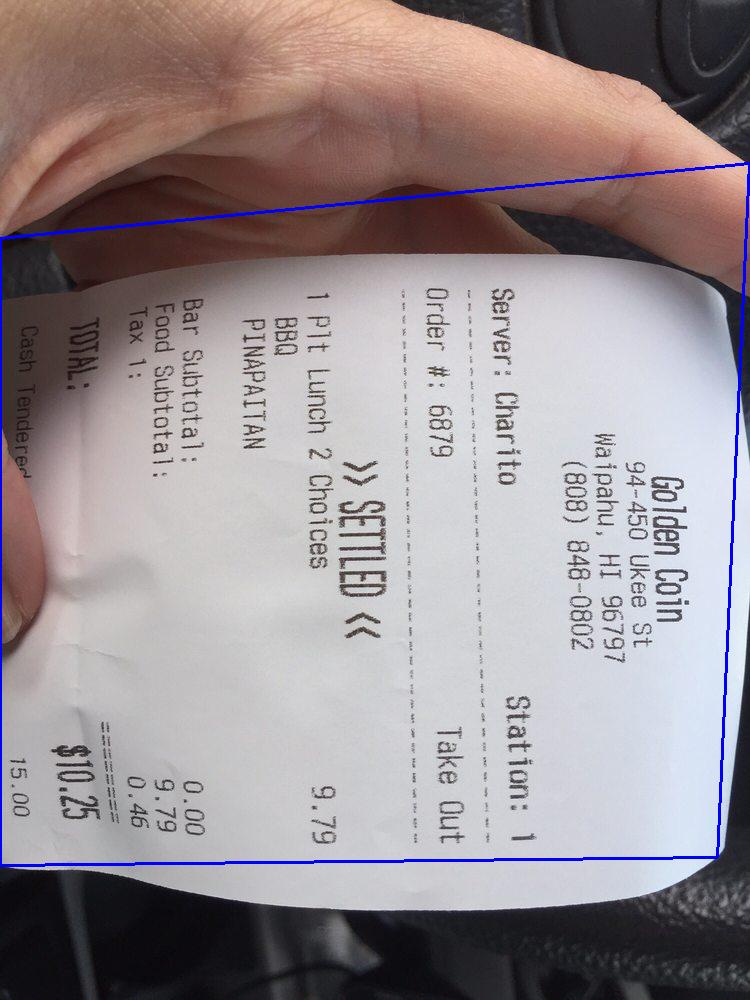 Golden Coin
94-450 Ukee St
Waipahu, HI 96797
(808) 848-0802
Server: Charito Station: 1
Order #: 6879 Take Out
>> SETTLED <<
1 Plt Lunch 2 Choices 9.79
BBQ
PINAPAITAN
Bar Subtotal: 0.00
Food Subtotal: 9.79
Tax 1: 0.46
========
TOTAL: $10.25
Cash Tendered 15.00